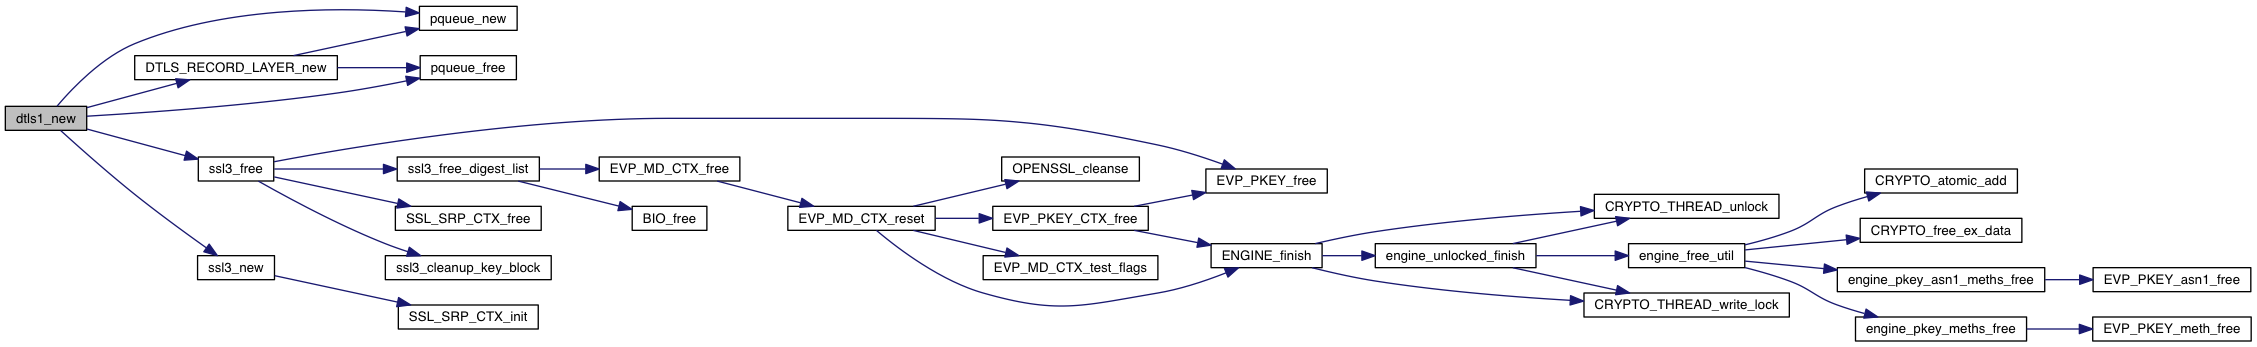 pqueue_new
DTLS_RECORD_LAYER_new
pqueue_free
dtls1_new
ssl3_free
ssl3_free_digest_list
EVP_MD_CTX_free
OPENSSL_cleanse
EVP_PKEY_free
CRYPTO_atomic_add
SSL_SRP_CTX_free
BIO_free
EVP_MD_CTX_reset
EVP_PKEY_CTX_free
CRYPTO_THREAD_unlock
CRYPTO_free_ex_data
ssl3_new
ssl3_cleanup_key_block
EVP_MD_CTX_test_flags
ENGINE_finish
engine_unlocked_finish
engine_free_util
engine_pkey_asn1_meths_free
EVP_PKEY_asn1_free
SSL_SRP_CTX_init
CRYPTO_THREAD_write_lock
engine_pkey_meths_free
EVP_PKEY_meth_free